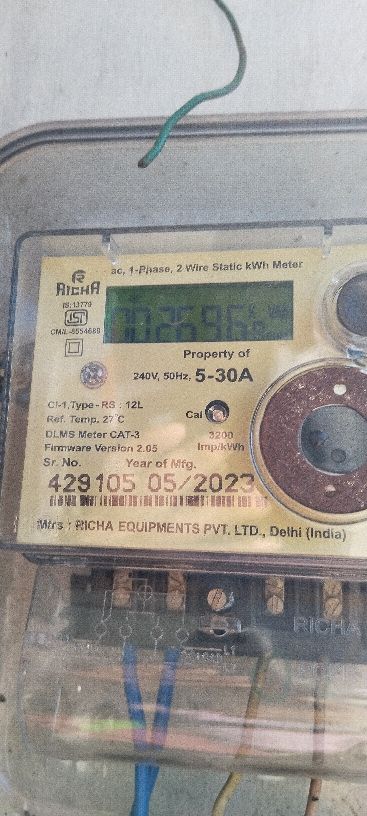 ac, 1-Phase, 2 Wire Static kWh Meter
RICHA
IS:13779
ISI
CM/L-8554689
Property of
240V, 50Hz, 5-30A
Cl-1,Type - RS : 12L
Ref. Temp. 27°C
Cal
DLMS Meter CAT-3
3200
Firmware Version 2.05
Imp/kWh
Sr. No. Year of Mfg.
429105 05/2023
Mfrs : RICHA EQUIPMENTS PVT. LTD., Delhi (India)
RICHA